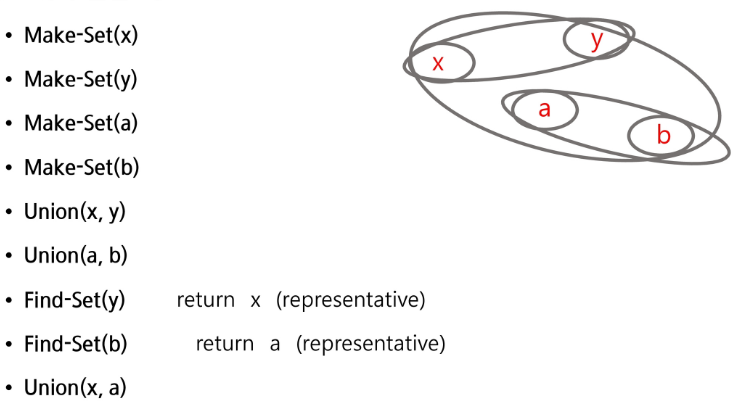 • Make-Set(x)
• Make-Set(y)
• Make-Set(a)
• Make-Set(b)
• Union(x, y)
• Union(a, b)
• Find-Set(y) return x (representative)
• Find-Set(b) return a (representative)
• Union(x, a)
x
y
a
b